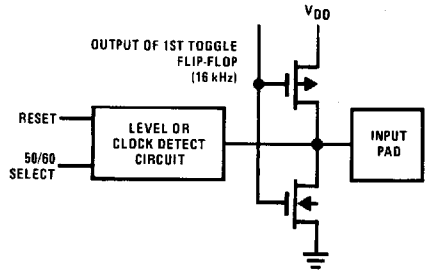 V_DD
OUTPUT OF 1ST TOGGLE
FLIP-FLOP
(16 kHz)
RESET
50/60
SELECT
LEVEL OR
CLOCK DETECT
CIRCUIT
INPUT
PAD